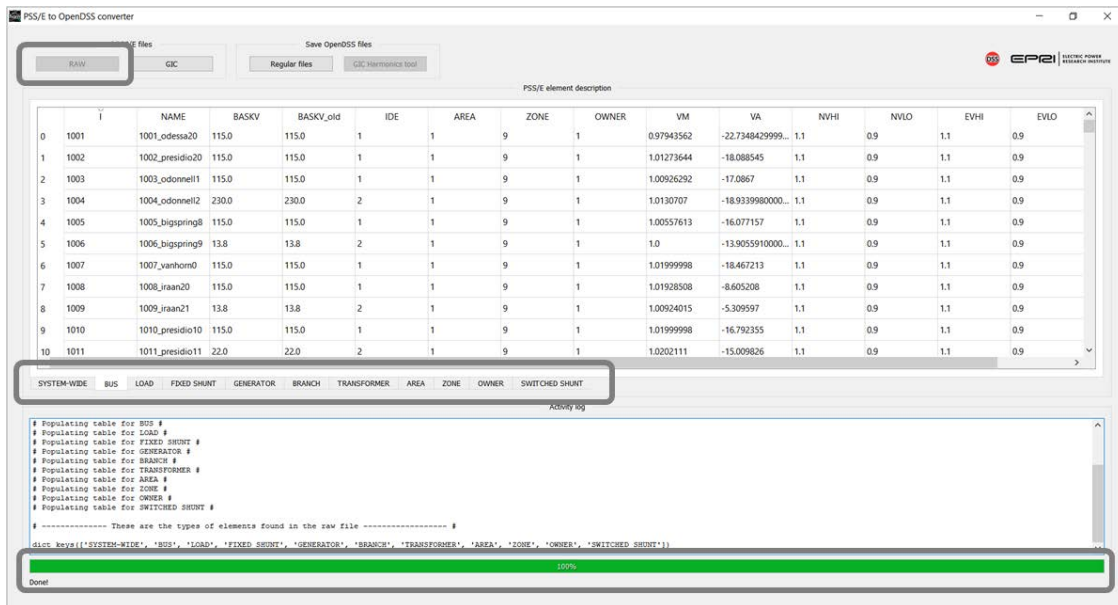 PSS/E to OpenDSS converter
Save OpenDSS files
RAW GIC Regular files GIC Harmonics tool
DSS EPRI ELECTRIC POWER
RESEARCH INSTITUTE
PSS/E element description
I NAME BASKV BASKV_old IDE AREA ZONE OWNER VM VA NVHI NVLO EVHI EVLO
0 1001 1001_odessa20 115.0 115.0 1 1 9 1 0.97943562 -22.7348429999... 1.1 0.9 1.1 0.9
1 1002 1002_presidio20 115.0 115.0 1 1 9 1 1.01273644 -18.088545 1.1 0.9 1.1 0.9
2 1003 1003_odonnell1 115.0 115.0 1 1 9 1 1.00926292 -17.0867 1.1 0.9 1.1 0.9
3 1004 1004_odonnell2 230.0 230.0 2 1 9 1 1.0130707 -18.9339980000... 1.1 0.9 1.1 0.9
4 1005 1005_bigspring8 115.0 115.0 1 1 9 1 1.00557613 -16.077157 1.1 0.9 1.1 0.9
5 1006 1006_bigspring9 13.8 13.8 2 1 9 1 1.0 -13.9055910000... 1.1 0.9 1.1 0.9
6 1007 1007_vanhorn0 115.0 115.0 1 1 9 1 1.01999998 -18.467213 1.1 0.9 1.1 0.9
7 1008 1008_iraan20 115.0 115.0 1 1 9 1 1.01928508 -8.605208 1.1 0.9 1.1 0.9
8 1009 1009_iraan21 13.8 13.8 2 1 9 1 1.00924015 -5.309597 1.1 0.9 1.1 0.9
9 1010 1010_presidio10 115.0 115.0 1 1 9 1 1.01999998 -16.792355 1.1 0.9 1.1 0.9
10 1011 1011_presidio11 22.0 22.0 2 1 9 1 1.0202111 -15.009826 1.1 0.9 1.1 0.9
SYSTEM-WIDE BUS LOAD FIXED SHUNT GENERATOR BRANCH TRANSFORMER AREA ZONE OWNER SWITCHED SHUNT
Activity log
# Populating table for BUS #
# Populating table for LOAD #
# Populating table for FIXED SHUNT #
# Populating table for GENERATOR #
# Populating table for BRANCH #
# Populating table for TRANSFORMER #
# Populating table for AREA #
# Populating table for ZONE #
# Populating table for OWNER #
# Populating table for SWITCHED SHUNT #
# -------------- These are the types of elements found in the raw file ------------------ #
dict_keys(['SYSTEM-WIDE', 'BUS', 'LOAD', 'FIXED SHUNT', 'GENERATOR', 'BRANCH', 'TRANSFORMER', 'AREA', 'ZONE', 'OWNER', 'SWITCHED SHUNT'])
100%
Done!